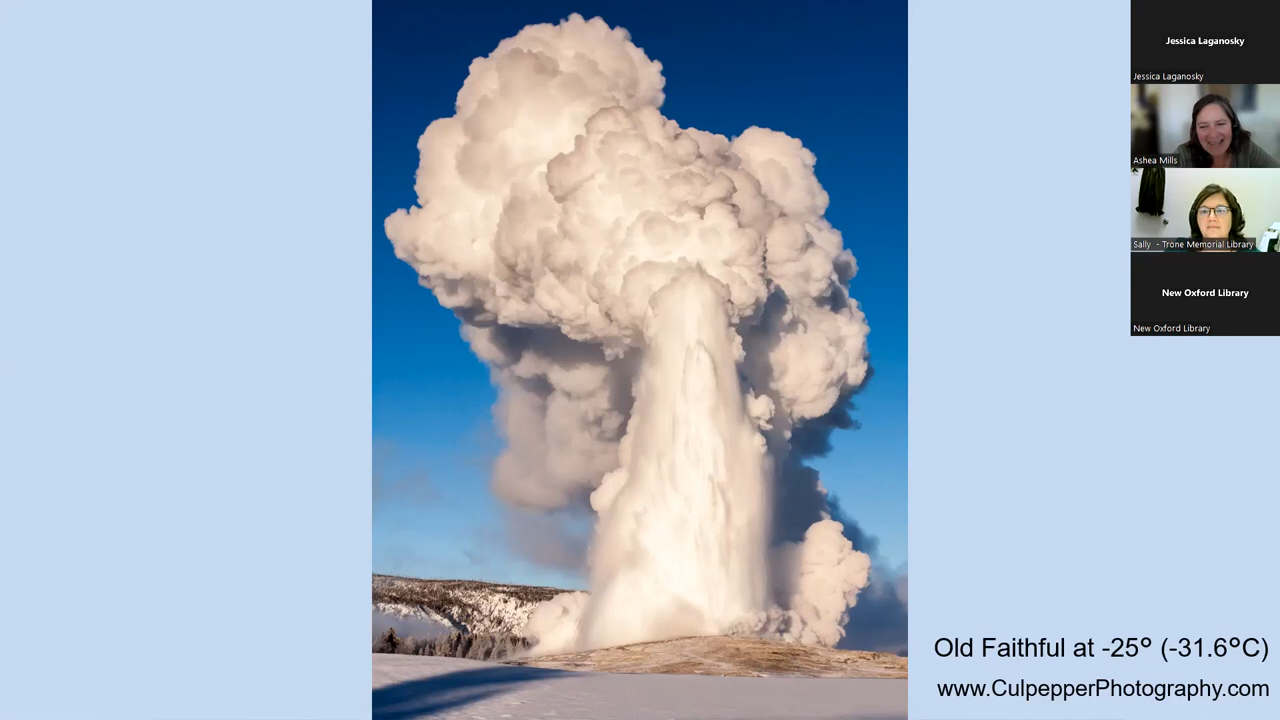 Jessica Laganosky
Jessica Laganosky
Ashea Mills
Sally - Trone Memorial Library
New Oxford Library
New Oxford Library
Old Faithful at -25° (-31.6°C)
www.CulpepperPhotography.com